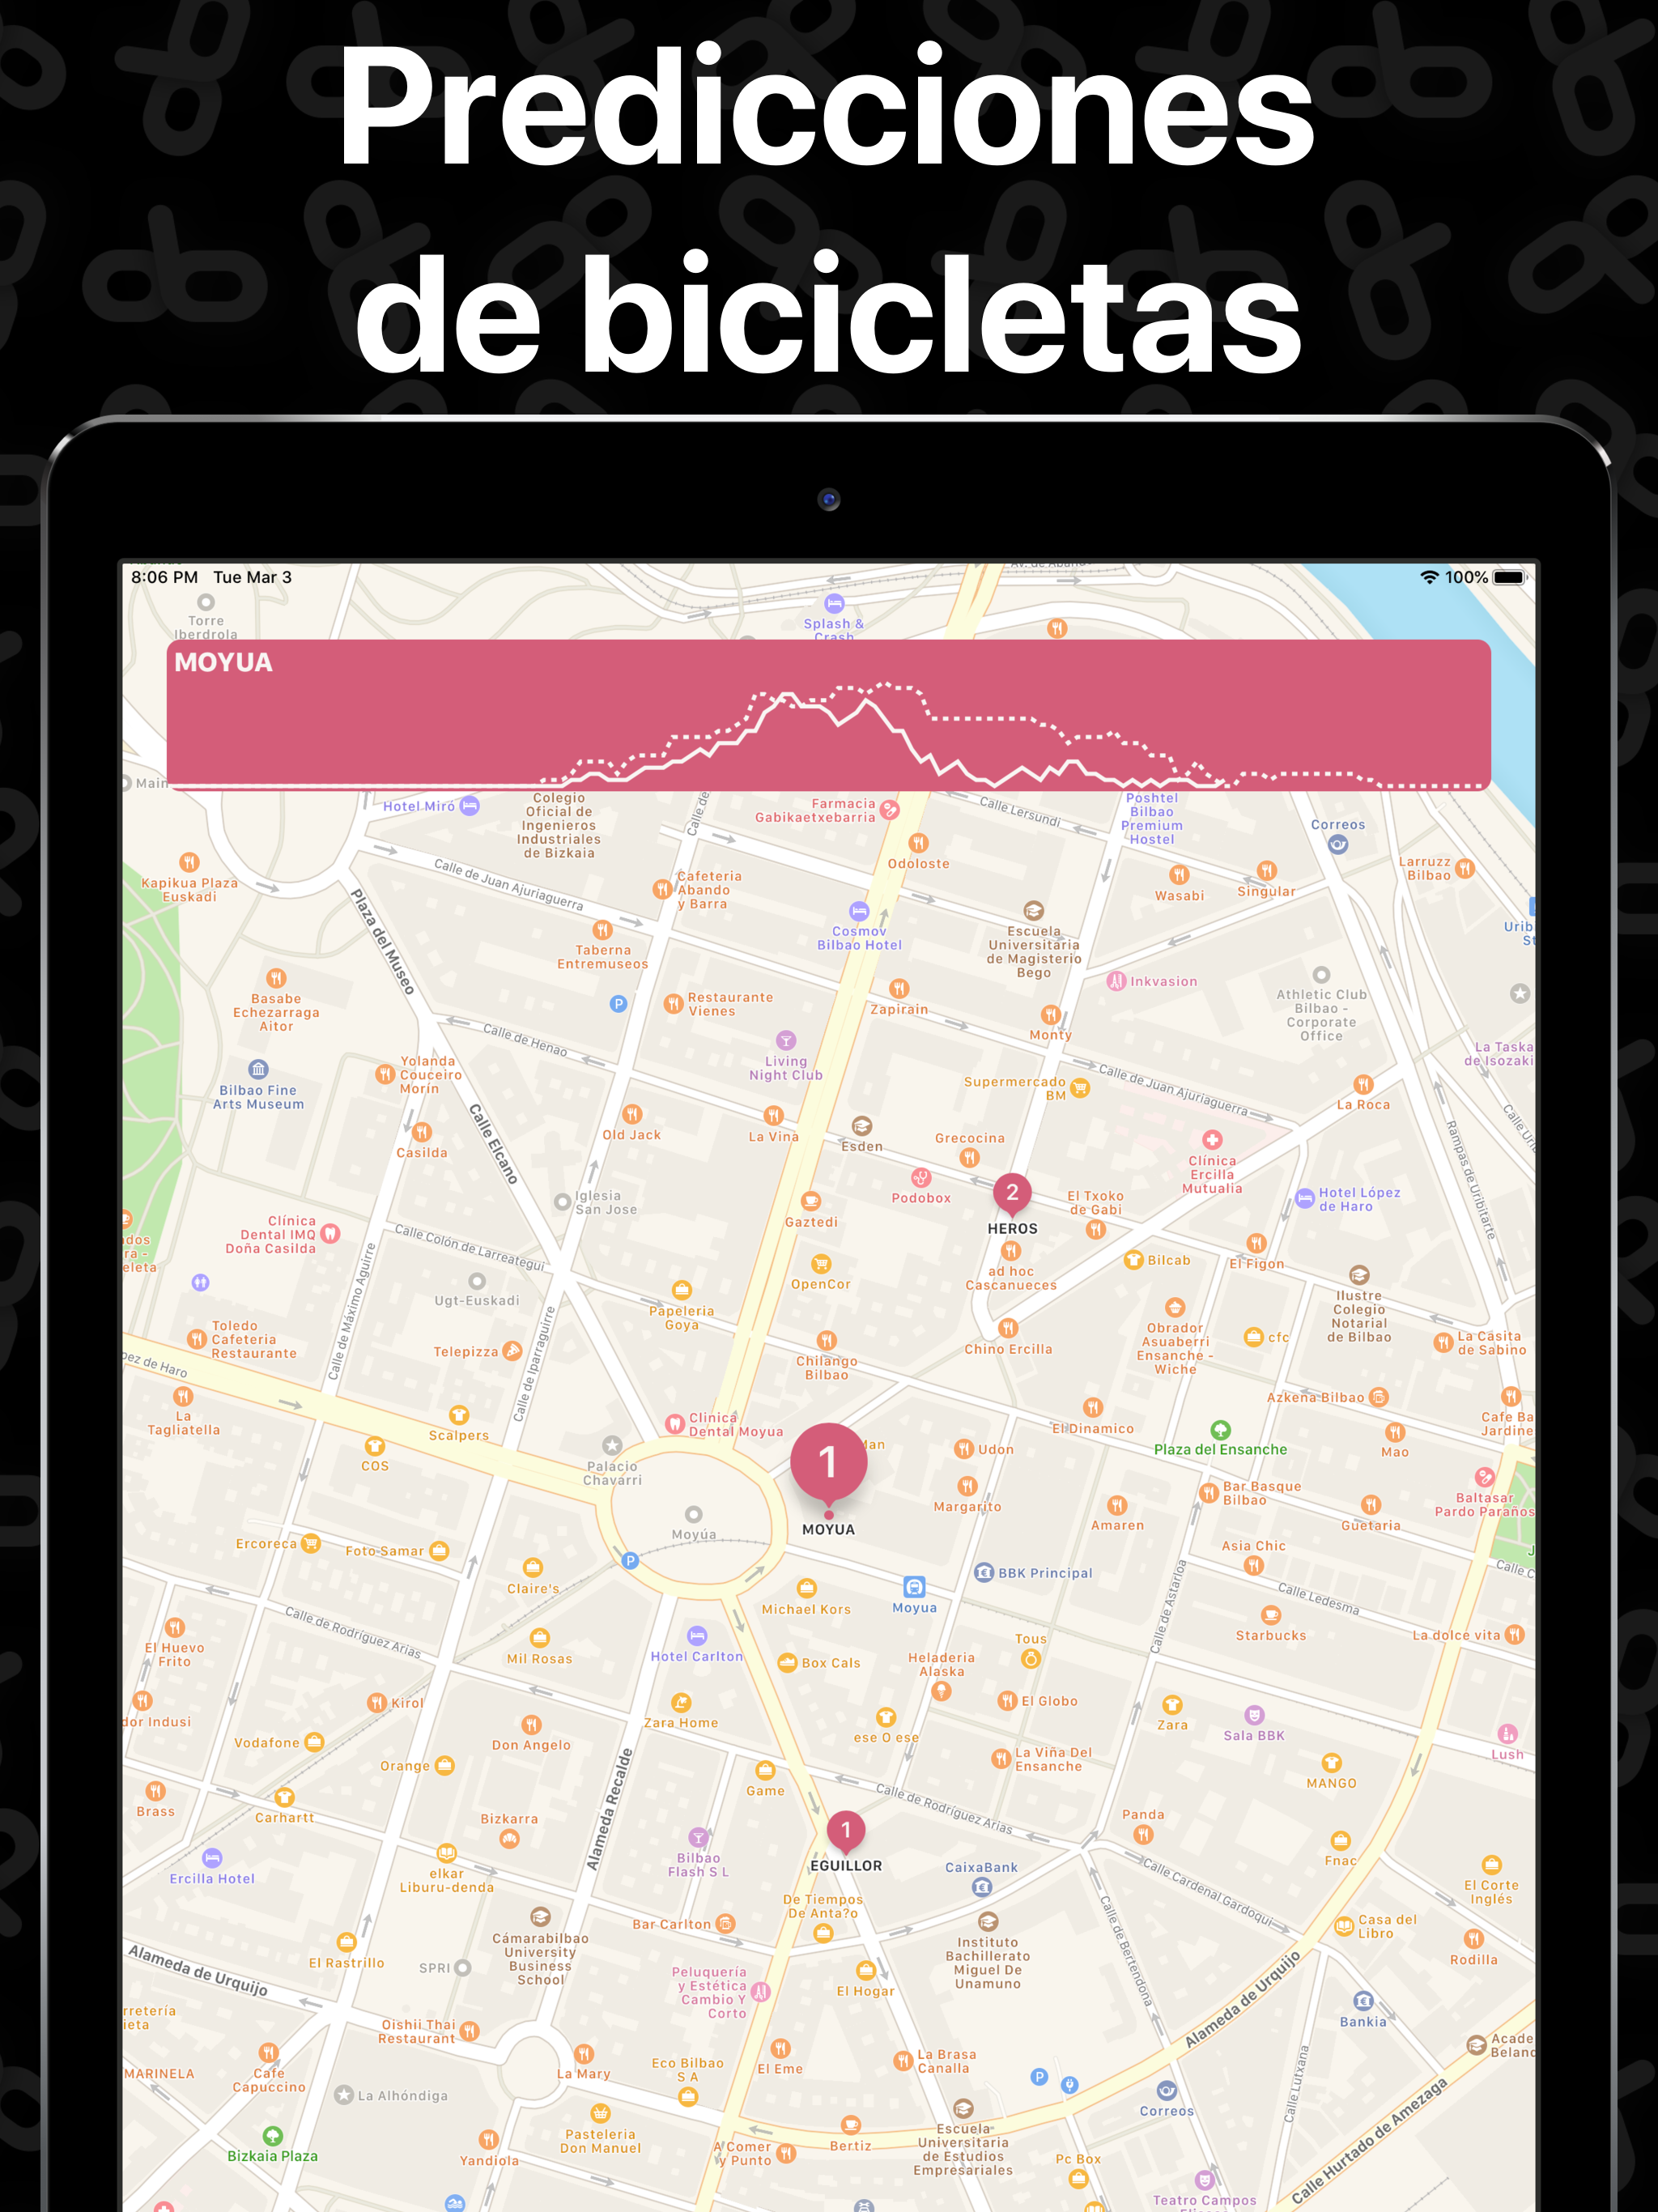 Predicciones
de bicicletas
8:06 PM Tue Mar 3
100%
Torre
Iberdrola
Splash &
Crash
MOYUA
Main
Hotel Miró
Colegio
Oficial de
Ingenieros
Industriales
de Bizkaia
Calle de
Farmacia
Gabikaetxebarria
Calle Lersundi
Poshtel
Bilbao
Premium
Hostel
Correos
Larruzz
Bilbao
Kapikua Plaza
Euskadi
Calle de Juan Ajuriaguerra
Cafeteria
Abando
y Barra
Odoloste
Wasabi
Singular
Plaza del Museo
Taberna
Entremuseos
Cosmov
Bilbao Hotel
Escuela
Universitaria
de Magisterio
Bego
Inkvasion
Athletic Club
Bilbao -
Corporate
Office
Basabe
Echezarraga
Aitor
P
Restaurante
Vienes
Zapirain
Monty
Calle de Henao
Living
Night Club
La Taska
de Isozaki
Bilbao Fine
Arts Museum
Yolanda
Couceiro
Morín
Supermercado
BM
Calle de Juan Ajuriaguerra
La Roca
Calle Elcano
Casilda
Old Jack
La Vina
Esden
Grecocina
Clínica
Ercilla
Mutualia
Rampas de Uribitarte
Podobox
2
HEROS
El Txoko
de Gabi
Hotel López
de Haro
Iglesia
San Jose
Gaztedi
Clínica
Dental IMQ
Doña Casilda
Calle Colón de Larreategui
ad hoc
Cascanueces
Bilcab
El Figon
Ugt-Euskadi
OpenCor
Papeleria
Goya
Ilustre
Colegio
Notarial
de Bilbao
Calle de Máximo Aguirre
Calle de Iparraguirre
Toledo
Cafeteria
Restaurante
Telepizza
Chilango
Bilbao
Chino Ercilla
Obrador
Asuaberri
Ensanche -
Wiche
cfc
La Casita
de Sabino
La
Tagliatella
Scalpers
COS
Clinica
Dental Moyua
Palacio
Chavarri
1
MOYUA
Udon
El Dinamico
Azkena Bilbao
Plaza del Ensanche
Mao
Moyúa
Margarito
Amaren
Bar Basque
Bilbao
Guetaria
Baltasar
Pardo Paraños
Ercoreca
Foto Samar
P
Claire's
Michael Kors
Moyua
BBK Principal
Asia Chic
Calle Ledesma
Calle de Astarloa
Calle de Rodríguez Arias
El Huevo
Frito
Mil Rosas
Hotel Carlton
Box Cals
Heladeria
Alaska
Tous
Starbucks
La dolce vita
Kirol
Zara Home
ese O ese
El Globo
Zara
Sala BBK
Lush
Vodafone
Don Angelo
La Viña Del
Ensanche
Orange
Game
MANGO
Brass
Carhartt
Alameda Recalde
Calle de Rodríguez Arias
Panda
Bizkarra
1
EGUILLOR
Fnac
Ercilla Hotel
elkar
Liburu-denda
Bilbao
Flash S L
CaixaBank
Calle Cardenal Gardoqui
El Corte
Inglés
De Tiempos
De Anta?o
Bar Carlton
Cámarabilbao
University
Business
School
Instituto
Bachillerato
Miguel De
Unamuno
Calle de Bertendona
Casa del
Libro
Rodilla
El Rastrillo
Alameda de Urquijo
SPRI
Peluquería
y Estética
Cambio Y
Corto
El Hogar
Alameda de Urquijo
Bankia
Oishii Thai
Restaurant
Cafe
Capuccino
La Mary
Eco Bilbao
S A
El Eme
La Brasa
Canalla
P
Correos
Calle Lutxana
La Alhóndiga
Bizkaia Plaza
Yandiola
Pasteleria
Don Manuel
A Comer
y Punto
Bertiz
Escuela
Universitaria
de Estudios
Empresariales
Pc Box
Teatro Campos
Calle Hurtado de Amezaga